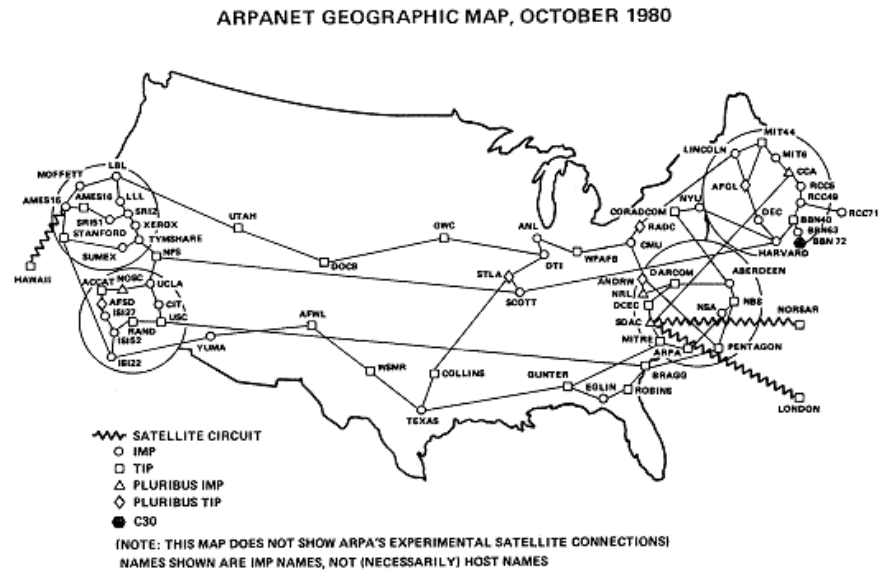 ARPANET GEOGRAPHIC MAP, OCTOBER 1980
MOFFETT
LBL
AMES15
AMES16
LLL
SRI2
SRI51
XEROX
STANFORD
TYMSHARE
SUMEX
NPS
HAWAII
ACCAT
NOSC
UCLA
AFSD
CIT
ISI27
RAND
USC
ISI52
ISI22
YUMA
UTAH
DOCB
GWC
AFWL
WSMR
TEXAS
COLLINS
STLA
SCOTT
ANL
DTI
WPAFB
GUNTER
EGLIN
ROBINS
BRAGG
LINCOLN
MIT44
MIT6
CCA
RCC5
RCC49
RCC71
AFGL
DEC
BBN40
BBN63
BBN 72
HARVARD
NYU
CORADCOM
RADC
CMU
DARCOM
ABERDEEN
ANDRW
NRL
DCEC
NSA
NBS
SDAC
NORSAR
MITRE
ARPA
PENTAGON
LONDON
SATELLITE CIRCUIT
IMP
TIP
PLURIBUS IMP
PLURIBUS TIP
C30
(NOTE: THIS MAP DOES NOT SHOW ARPA'S EXPERIMENTAL SATELLITE CONNECTIONS)
NAMES SHOWN ARE IMP NAMES, NOT (NECESSARILY) HOST NAMES